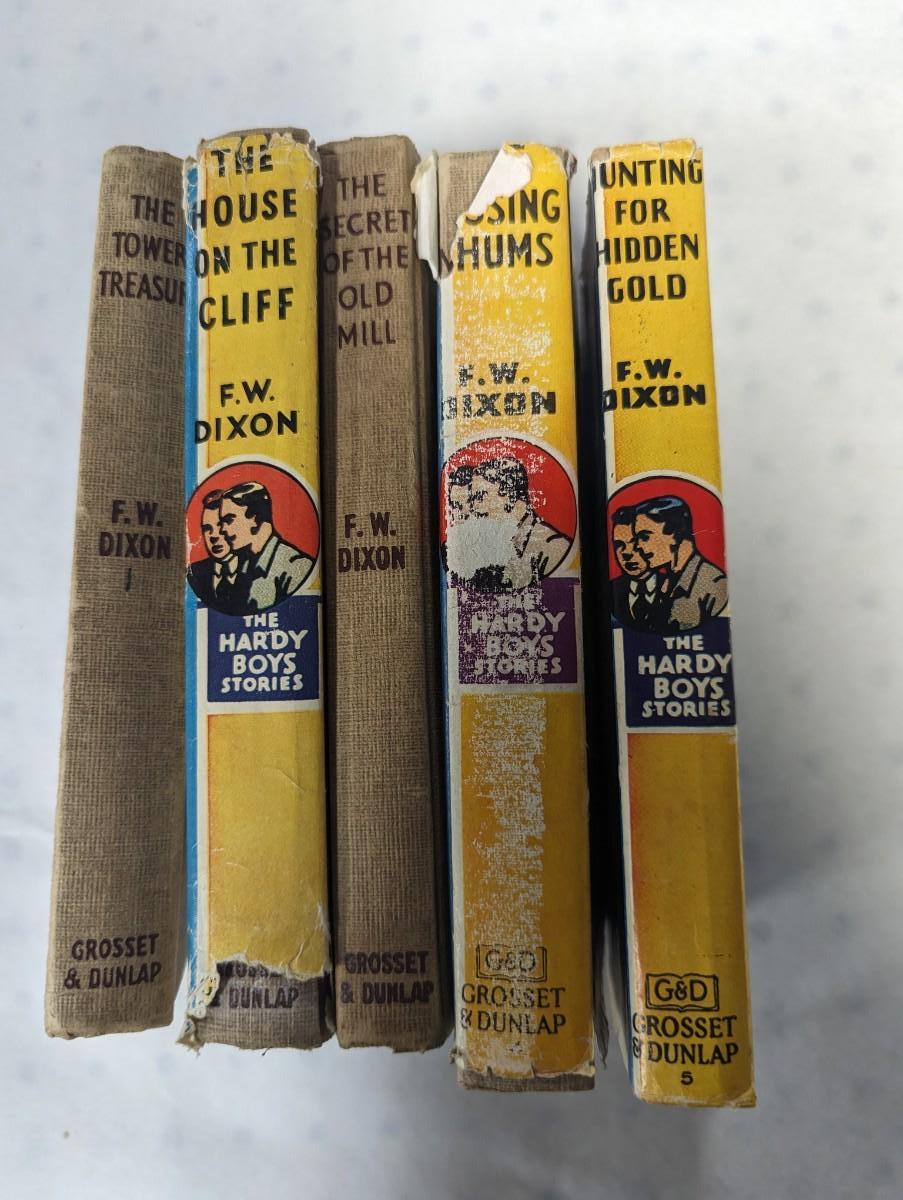 THE
TOWER
TREASU
F.W.
DIXON
GROSSET
& DUNLAP
THE
HOUSE
ON THE
CLIFF
F.W.
DIXON
THE
HARDY
BOYS
STORIES
& DUNLAP
THE
SECRET
OF THE
OLD
MILL
F.W.
DIXON
GROSSET
& DUNLAP
SING
HUMS
F.W.
DIXON
THE
HARDY
BOYS
STORIES
G&D
GROSSET
& DUNLAP
UNTING
FOR
HIDDEN
GOLD
F.W.
DIXON
THE
HARDY
BOYS
STORIES
G&D
GROSSET
& DUNLAP
5